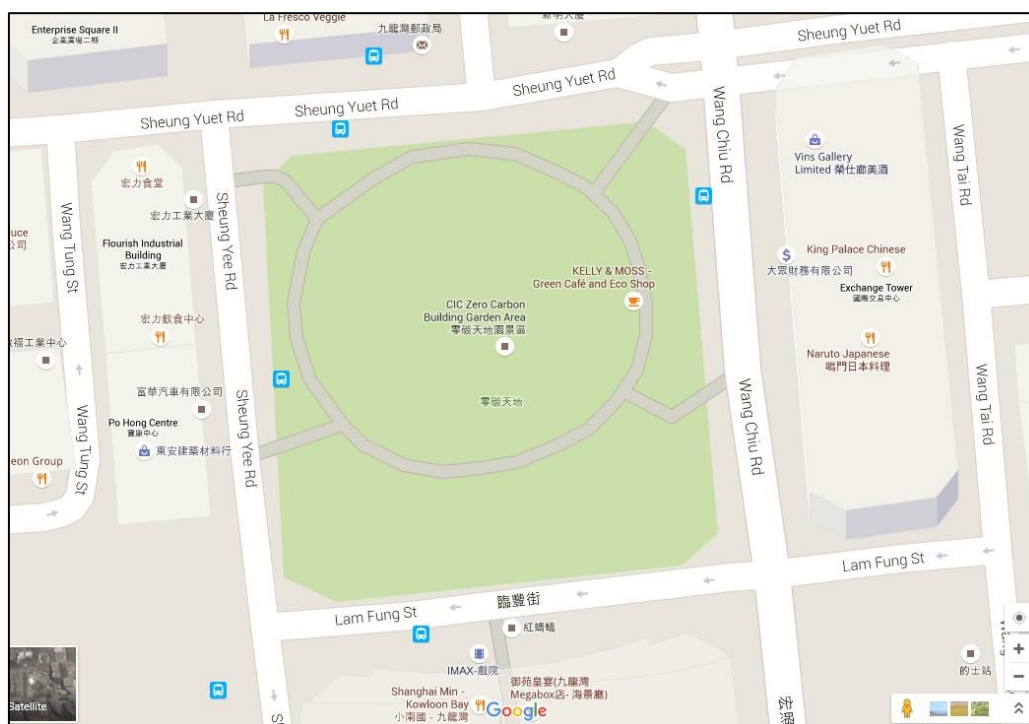 La Fresco Veggie
Enterprise Square II
企業廣場二期
九龍灣郵政局
Sheung Yuet Rd
Sheung Yuet Rd
Sheung Yuet Rd
Sheung Yuet Rd
宏力食堂
宏力工業大廈
Flourish Industrial
Building
宏力工業大廈
宏力飲食中心
富華汽車有限公司
Po Hong Centre
寶康中心
東安建築材料行
Wang Tung St
Wang Tung St
Sheung Yee Rd
Sheung Yee Rd
KELLY & MOSS -
Green Café and Eco Shop
CIC Zero Carbon
Building Garden Area
零碳天地園景區
零碳天地
Wang Chiu Rd
Wang Chiu Rd
Vins Gallery
Limited 榮仕廊美酒
大眾財務有限公司
King Palace Chinese
Exchange Tower
國際交易中心
Naruto Japanese
鳴門日本料理
Wang Tai Rd
Wang Tai Rd
Lam Fung St
Lam Fung St
臨豐街
紅螞蟻
IMAX-戲院
Shanghai Min -
Kowloon Bay
小南國 - 九龍灣
御苑皇宴(九龍灣
Megabox店- 海景廳)
宏照
的士站
Satellite
Google